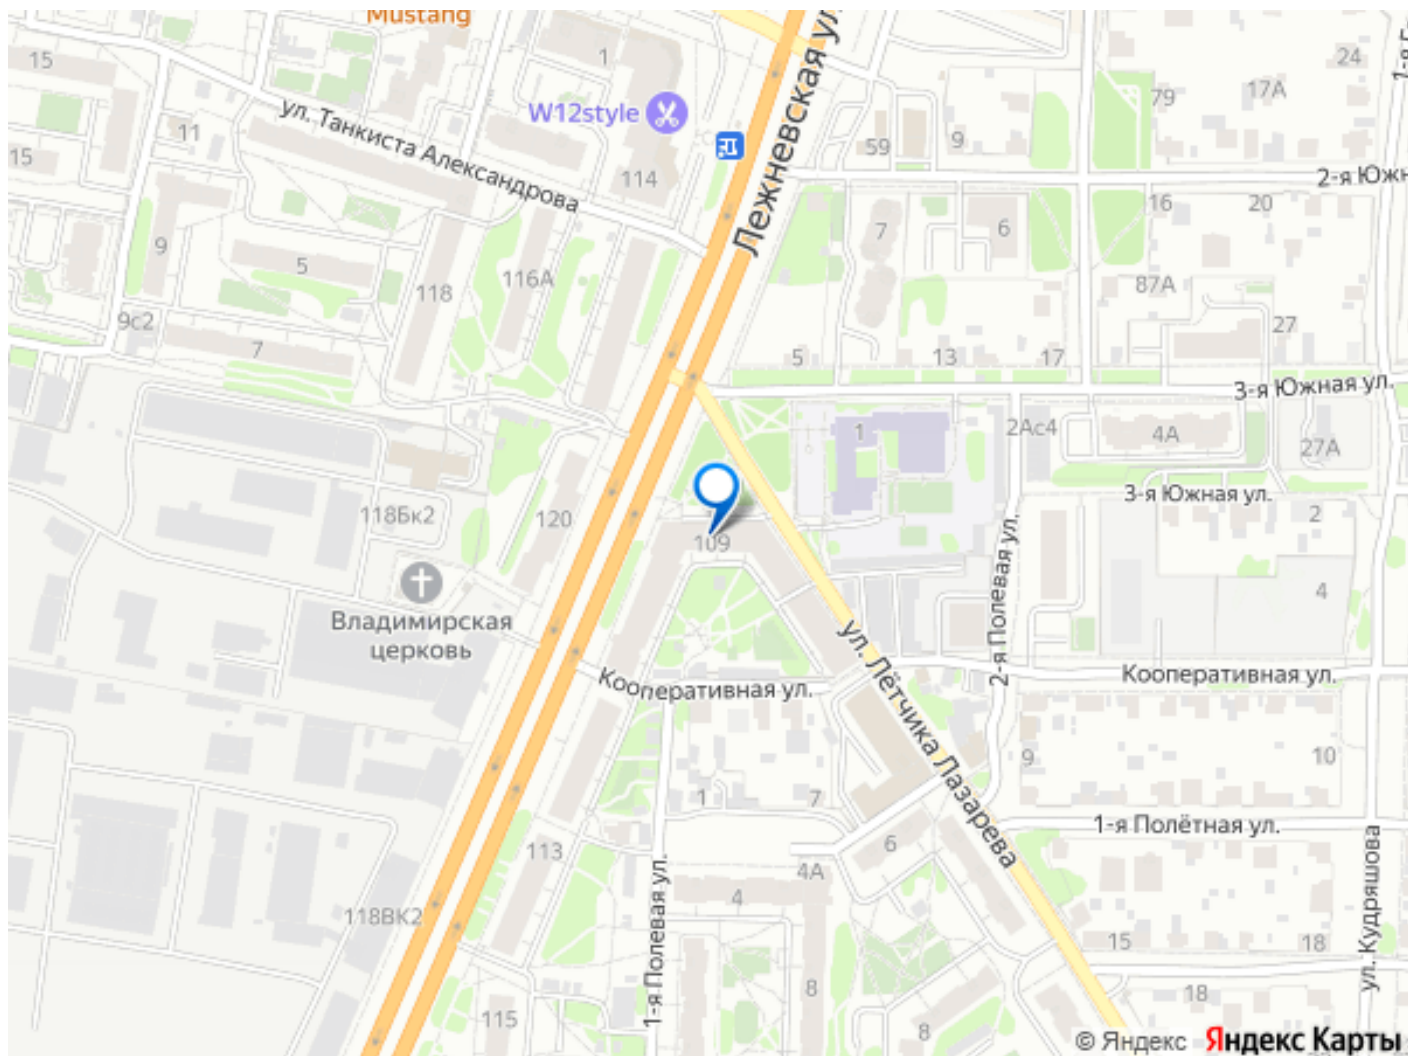 Mustang
15
1
24
1-я
W12style
Лежневская ул.
17А
79
11
ул. Танкиста Александрова
59
9
15
114
2-я Южн
16
20
7
6
9
5
116А
118
87А
9с2
27
7
5
13
17
3-я Южная ул.
2Ас4
1
4А
27А
3-я Южная ул.
118Бк2
120
2
109
2-я Полевая ул.
4
Владимирская
церковь
ул. Лётчика Лазарева
Кооперативная ул.
Кооперативная ул.
9
10
1
7
1-я Полётная ул.
113
6
4А
4
118ВК2
1-я Полевая ул.
15
18
ул. Кудряшова
8
18
115
8
© Яндекс Яндекс Карты